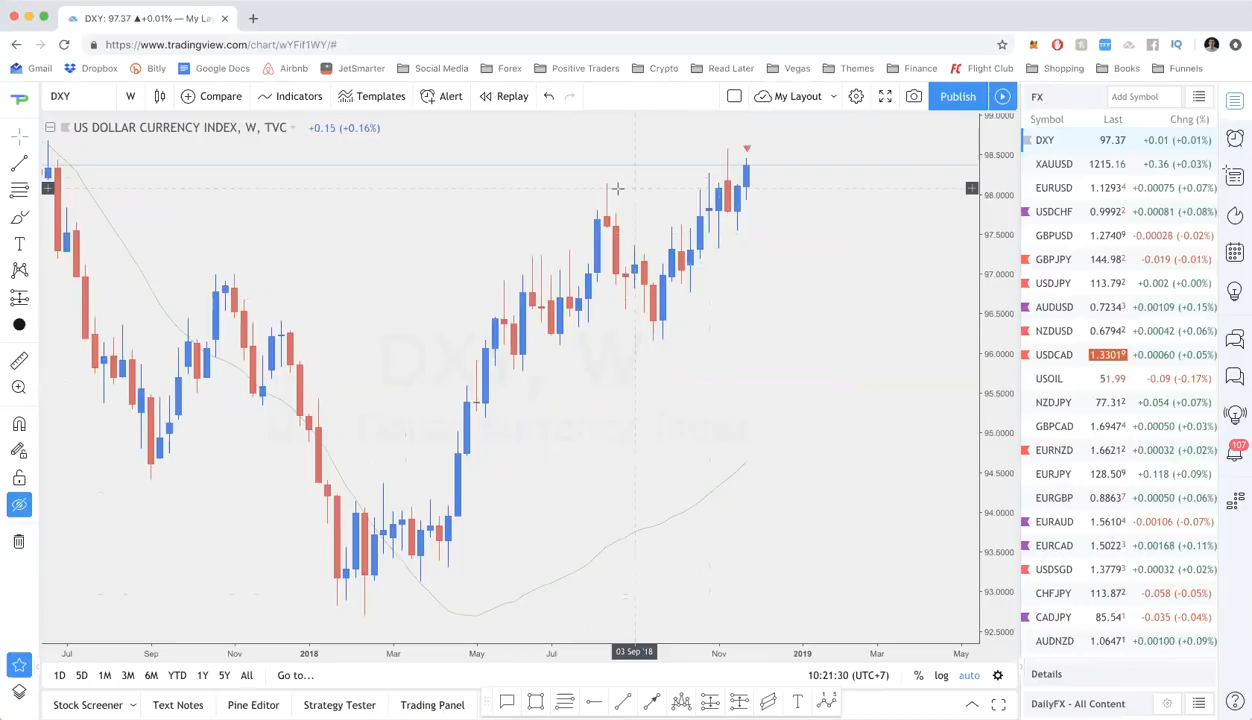 DXY: 97.37 ▲+0.01% — My La
https://www.tradingview.com/chart/wYFif1WY/#
Gmail Dropbox Bitly Google Docs Airbnb JetSmarter Social Media Forex Positive Traders Crypto Read Later Vegas Themes Finance Flight Club Shopping Books Funnels
DXY W Compare Indicators Templates Alert Replay My Layout Publish FX Add Symbol
US DOLLAR CURRENCY INDEX, W, TVC +0.15 (+0.16%)
Symbol Last Chng (%)
DXY 97.37 +0.01 (+0.01%)
XAUUSD 1215.16 +0.36 (+0.03%)
EURUSD 1.12934 +0.00075 (+0.07%)
USDCHF 0.99922 +0.00081 (+0.08%)
GBPUSD 1.27409 -0.00028 (-0.02%)
GBPJPY 144.982 -0.019 (-0.01%)
USDJPY 113.792 +0.002 (+0.00%)
AUDUSD 0.72343 +0.00109 (+0.15%)
NZDUSD 0.67942 +0.00042 (+0.06%)
USDCAD 1.33019 +0.00060 (+0.05%)
USOIL 51.99 -0.09 (-0.17%)
NZDJPY 77.312 +0.054 (+0.07%)
GBPCAD 1.69474 +0.00050 (+0.03%)
EURNZD 1.66212 +0.00032 (+0.02%)
EURJPY 128.509 +0.118 (+0.09%)
EURGBP 0.88637 +0.00050 (+0.06%)
EURAUD 1.56104 -0.00106 (-0.07%)
EURCAD 1.50223 +0.00168 (+0.11%)
USDSGD 1.37793 +0.00032 (+0.02%)
CHFJPY 113.872 -0.058 (-0.05%)
CADJPY 85.541 -0.035 (-0.04%)
AUDNZD 1.06471 +0.00100 (+0.09%)
99.0000
98.5000
98.0000
97.5000
97.0000
96.5000
96.0000
95.5000
95.0000
94.5000
94.0000
93.5000
93.0000
92.5000
DXY, W
107
Jul Sep Nov 2018 Mar May Jul 03 Sep '18 Nov 2019 Mar May
1D 5D 1M 3M 6M YTD 1Y 5Y All Go to... 10:21:30 (UTC+7) % log auto
Details
Stock Screener Text Notes Pine Editor Strategy Tester Trading Panel
DailyFX - All Content